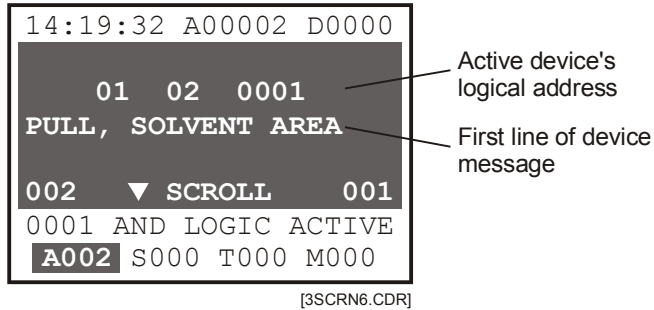 14:19:32 A00002 D0000
01 02 0001
PULL, SOLVENT AREA
002 ▼ SCROLL 001
0001 AND LOGIC ACTIVE
A002 S000 T000 M000
Active device's
logical address
First line of device
message
[3SCRN6.CDR]